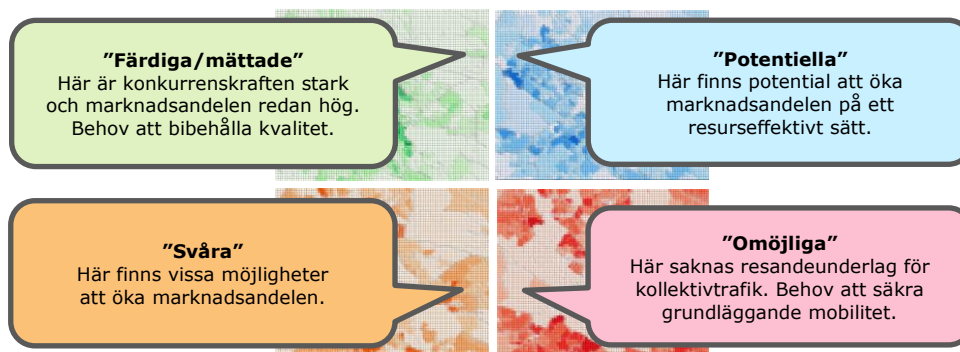 ”Färdiga/mättade”
Här är konkurrenskraften stark
och marknadsandelen redan hög.
Behov att bibehålla kvalitet.
”Potentiella”
Här finns potential att öka
marknadsandelen på ett
resurseffektivt sätt.
”Svåra”
Här finns vissa möjligheter
att öka marknadsandelen.
”Omöjliga”
Här saknas resandeunderlag för
kollektivtrafik. Behov att säkra
grundläggande mobilitet.